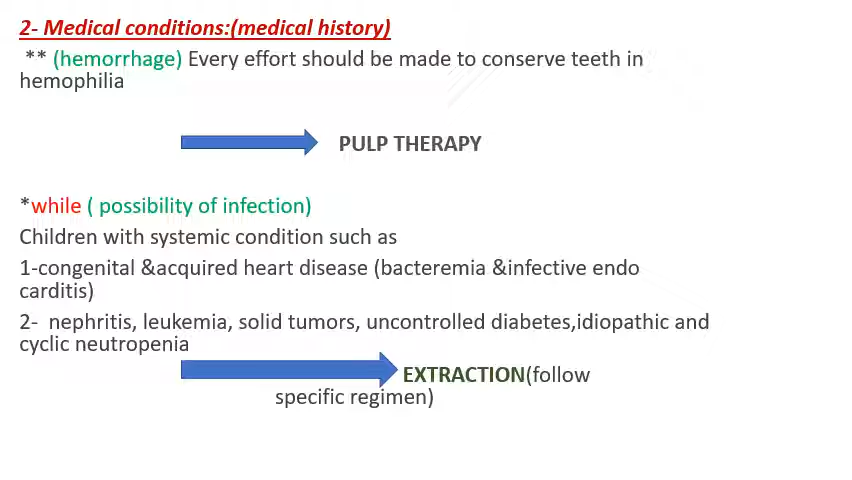 2- Medical conditions:(medical history)
** (hemorrhage) Every effort should be made to conserve teeth in
hemophilia
PULP THERAPY
*while ( possibility of infection)
Children with systemic condition such as
1-congenital &acquired heart disease (bacteremia &infective endo
carditis)
2-  nephritis, leukemia, solid tumors, uncontrolled diabetes,idiopathic and
cyclic neutropenia
EXTRACTION(follow
specific regimen)